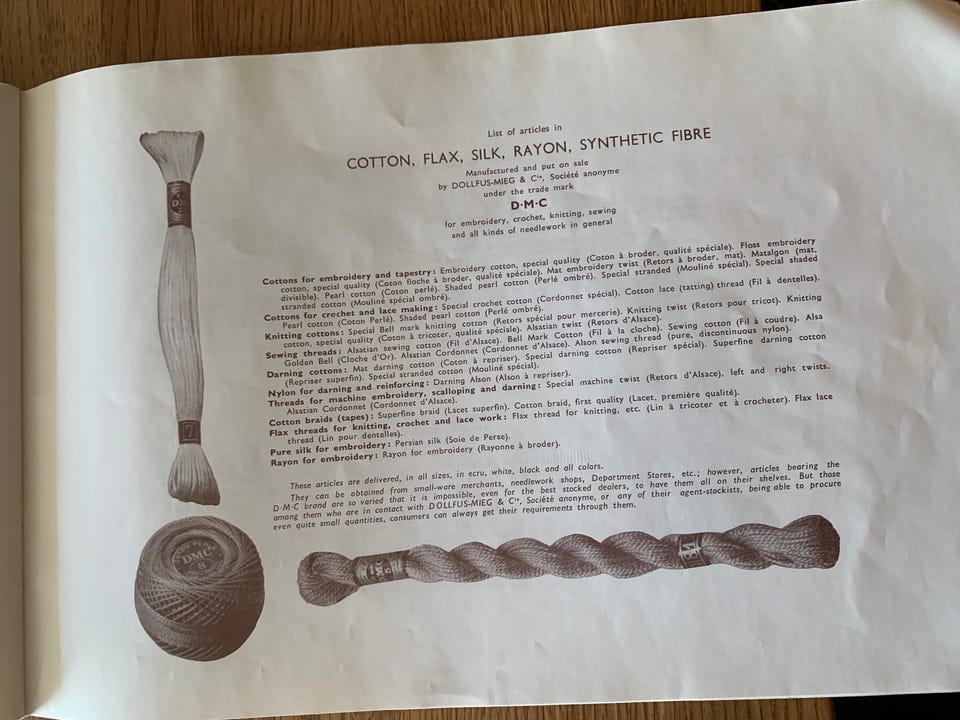 List of articles in
COTTON, FLAX, SILK, RAYON, SYNTHETIC FIBRE
Manufactured and put on sale
by DOLLFUS-MIEG & Cie, Société anonyme
under the trade mark
D·M·C
for embroidery, crochet, knitting, sewing
and all kinds of needlework in general
Cottons for embroidery and tapestry: Embroidery cotton, special quality (Coton à broder, qualité spéciale). Floss embroidery
cotton, special quality (Coton floche à broder, qualité spéciale). Mat embroidery twist (Retors à broder, mat). Matalgon (mat,
divisible). Pearl cotton (Coton perlé). Shaded pearl cotton (Perlé ombré). Special stranded (Mouliné spécial). Special shaded
stranded cotton (Mouliné spécial ombré).
Cottons for crochet and lace making: Special crochet cotton (Cordonnet spécial). Cotton lace (tatting) thread (Fil à dentelles).
Pearl cotton (Coton Perlé). Shaded pearl cotton (Perlé ombré).
Knitting cottons: Special Bell mark knitting cotton (Retors spécial pour mercerie). Knitting twist (Retors pour tricot). Knitting
cotton, special quality (Coton à tricoter, qualité spéciale). Alsatian twist (Retors d'Alsace).
Sewing threads: Alsatian sewing cotton (Fil d'Alsace). Bell Mark Cotton (Fil à la cloche). Sewing cotton (Fil à coudre). Alsa
Golden Bell (Cloche d'Or). Alsatian Cordonnet (Cordonnet d'Alsace). Alson sewing thread (pure, discontinuous nylon).
Darning cottons: Mat darning cotton (Coton à repriser). Special darning cotton (Repriser spécial). Superfine darning cotton
(Repriser superfin). Special stranded cotton (Mouliné spécial).
Nylon for darning and reinforcing: Darning Alson (Alson à repriser).
Threads for machine embroidery, scalloping and darning: Special machine twist (Retors d'Alsace), left and right twists.
Alsatian Cordonnet (Cordonnet d'Alsace).
Cotton braids (tapes): Superfine braid (Lacet superfin). Cotton braid, first quality (Lacet, première qualité).
Flax threads for knitting, crochet and lace work: Flax thread for knitting, etc. (Lin à tricoter et à crocheter). Flax lace
thread (Lin pour dentelles).
Pure silk for embroidery: Persian silk (Soie de Perse).
Rayon for embroidery: Rayon for embroidery (Rayonne à broder).
These articles are delivered, in all sizes, in ecru, white, black and all colors.
They can be obtained from small-ware merchants, needlework shops, Department Stores, etc.; however, articles bearing the
D·M·C brand are so varied that it is impossible, even for the best stocked dealers, to have them all on their shelves. But those
among them who are in contact with DOLLFUS-MIEG & Cie, Société anonyme, or any of their agent-stockists, being able to procure
even quite small quantities, consumers can always get their requirements through them.
7
DMC
8